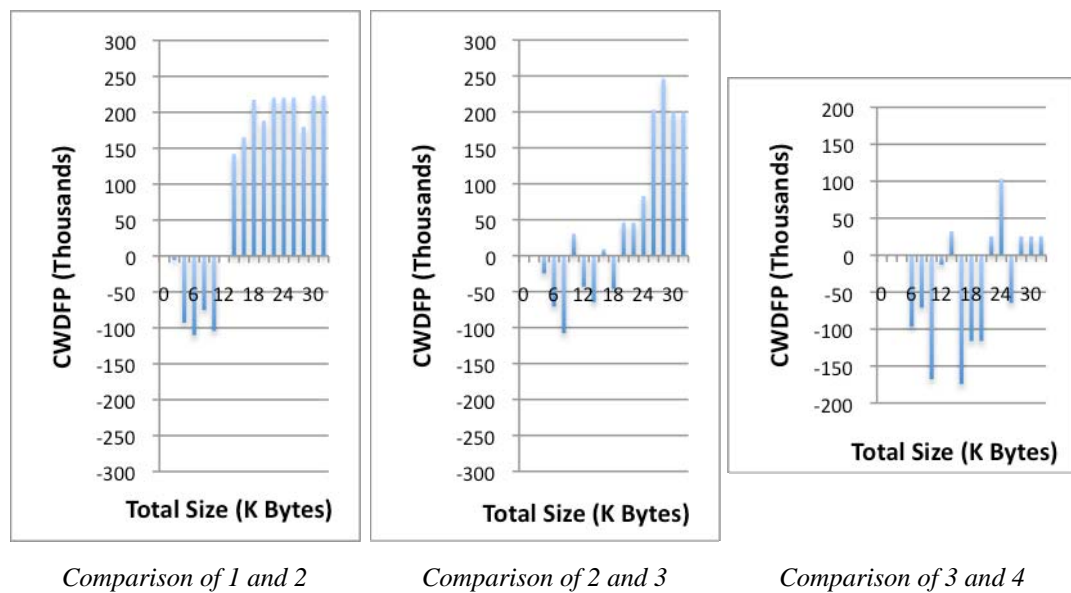 300
250
200
150
100
50
0
-50
-100
-150
-200
-250
-300
0 6 12 18 24 30
CWDFP (Thousands)
Total Size (K Bytes)
Comparison of 1 and 2
300
250
200
150
100
50
0
-50
-100
-150
-200
-250
-300
0 6 12 18 24 30
CWDFP (Thousands)
Total Size (K Bytes)
Comparison of 2 and 3
200
150
100
50
0
-50
-100
-150
-200
0 6 12 18 24 30
CWDFP (Thousands)
Total Size (K Bytes)
Comparison of 3 and 4